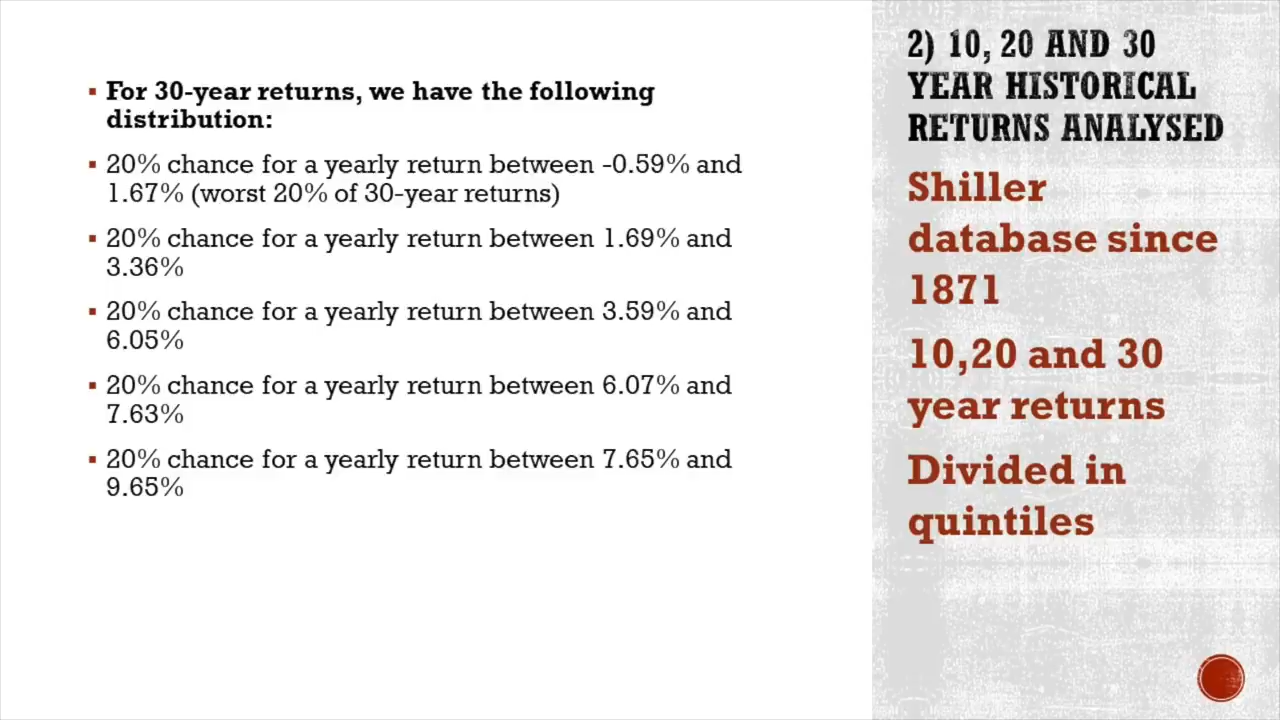 For 30-year returns, we have the following
distribution:
20% chance for a yearly return between -0.59% and
1.67% (worst 20% of 30-year returns)
20% chance for a yearly return between 1.69% and
3.36%
20% chance for a yearly return between 3.59% and
6.05%
20% chance for a yearly return between 6.07% and
7.63%
20% chance for a yearly return between 7.65% and
9.65%
2) 10, 20 AND 30
YEAR HISTORICAL
RETURNS ANALYSED
Shiller
database since
1871
10,20 and 30
year returns
Divided in
quintiles